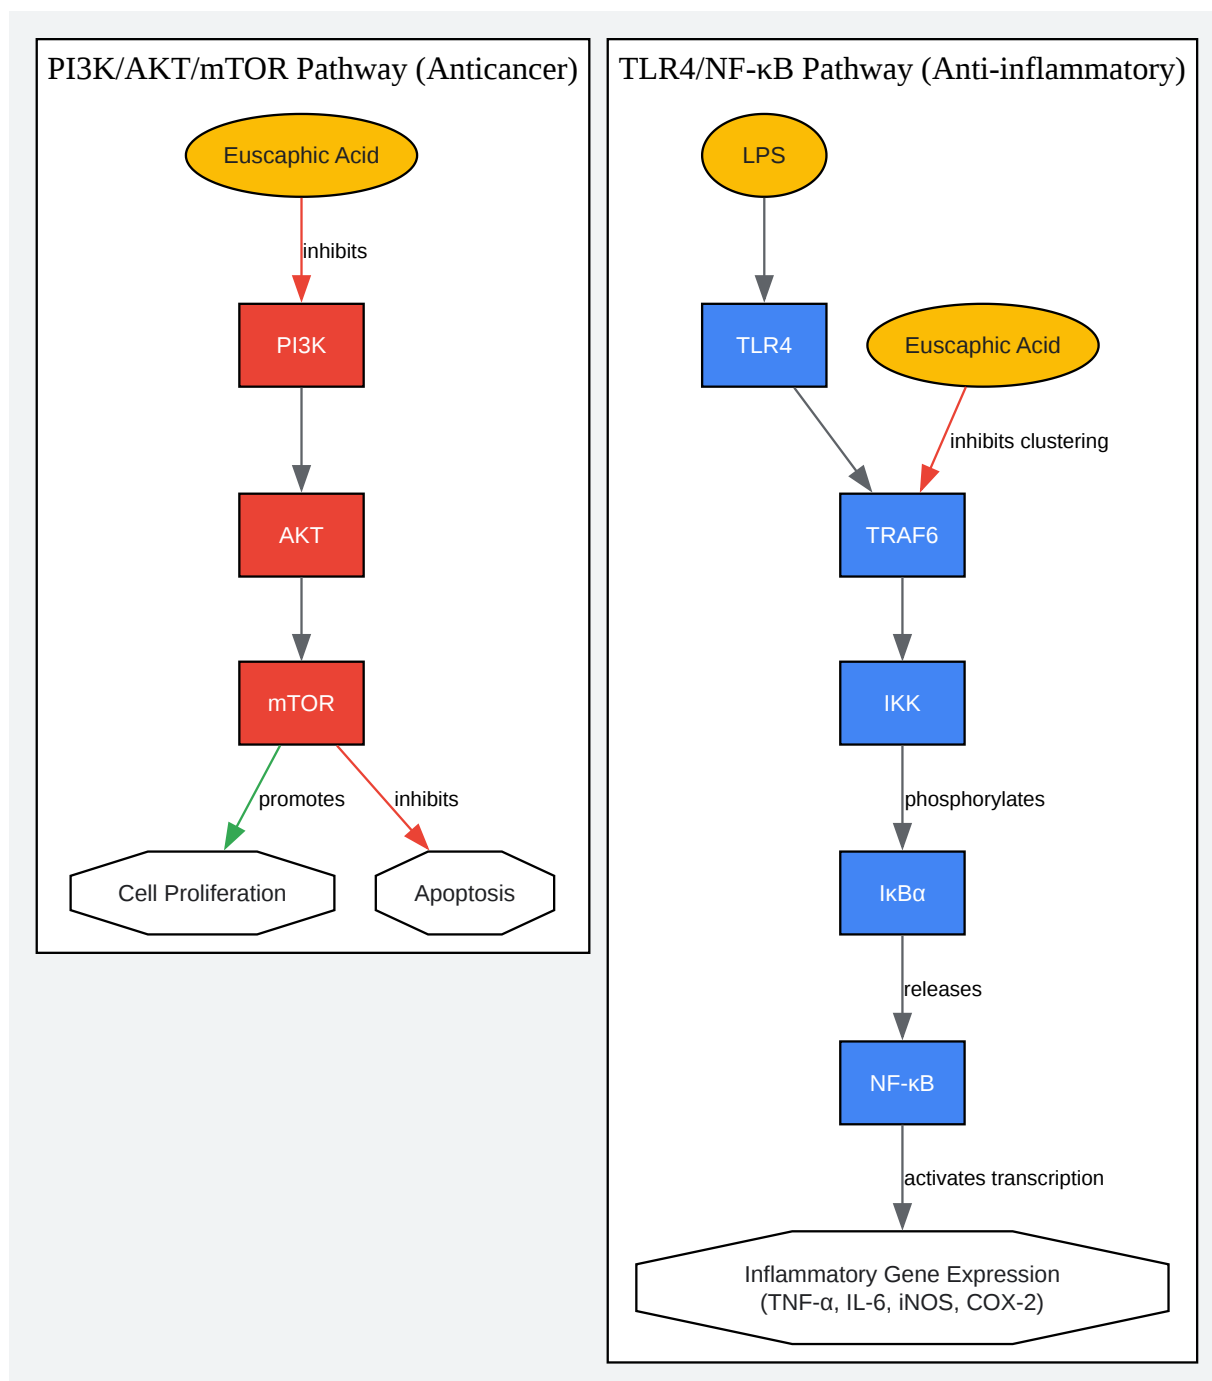 PI3K/AKT/mTOR Pathway (Anticancer)
Euscaphic Acid
inhibits
PI3K
AKT
mTOR
promotes
inhibits
Cell Proliferation
Apoptosis
TLR4/NF-κB Pathway (Anti-inflammatory)
LPS
TLR4
Euscaphic Acid
inhibits clustering
TRAF6
IKK
phosphorylates
IκBα
releases
NF-κB
activates transcription
Inflammatory Gene Expression
(TNF-α, IL-6, iNOS, COX-2)